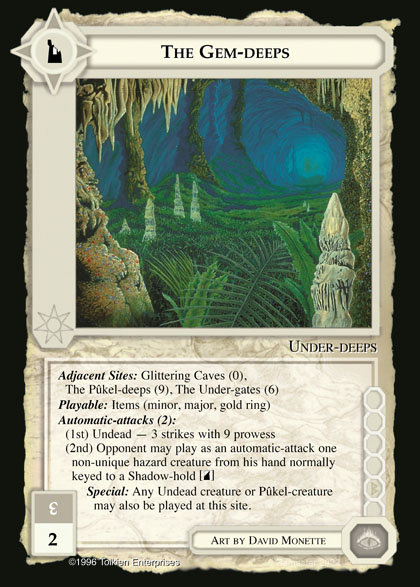 The Gem-deeps
Under-deeps
Adjacent Sites: Glittering Caves (0),
The Pûkel-deeps (9), The Under-gates (6)
Playable: Items (minor, major, gold ring)
Automatic-attacks (2):
(1st) Undead — 3 strikes with 9 prowess
(2nd) Opponent may play as an automatic-attack one
non-unique hazard creature from his hand normally
keyed to a Shadow-hold []
Special: Any Undead creature or Pûkel-creature
may also be played at this site.
ε
2
Art by David Monette
©1996 Tolkien Enterprises